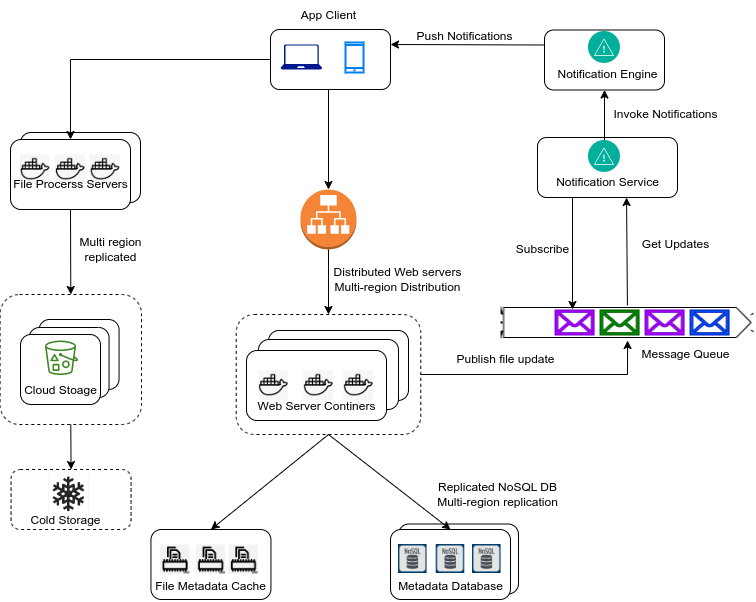 App Client
Push Notifications
Notification Engine
Invoke Notifications
File Procerss Servers
Notification Service
Multi region
replicated
Subscribe
Get Updates
Distributed Web servers
Multi-region Distribution
Message Queue
Publish file update
Cloud Stoage
Web Server Continers
Replicated NoSQL DB
Multi-region replication
Cold Storage
NoSQL
NoSQL
NoSQL
File Metadata Cache
Metadata Database